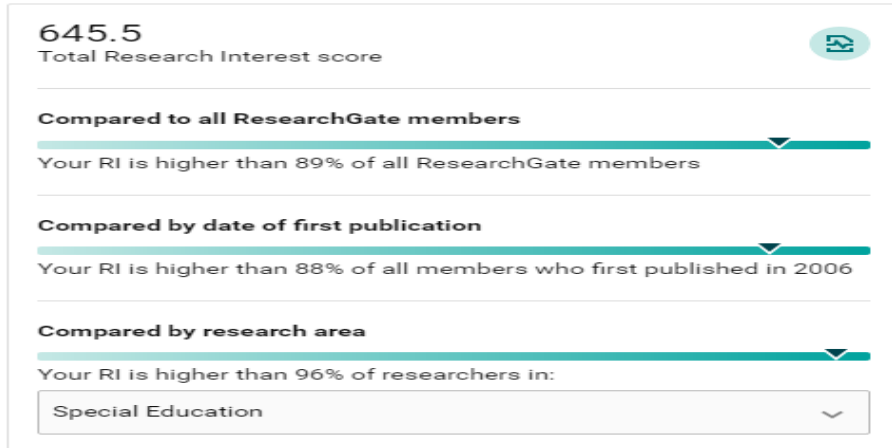 645.5
Total Research Interest score
Compared to all ResearchGate members
Your RI is higher than 89% of all ResearchGate members
Compared by date of first publication
Your RI is higher than 88% of all members who first published in 2006
Compared by research area
Your RI is higher than 96% of researchers in:
Special Education